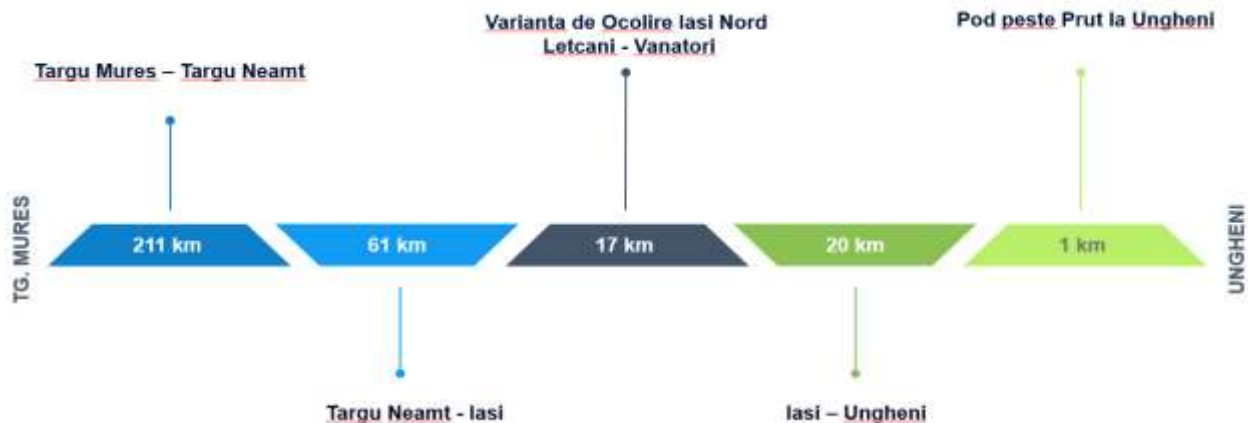 Varianta de Ocolire Iasi Nord
Letcani - Vanatori
Pod peste Prut la Ungheni
Targu Mures – Targu Neamt
TG. MURES
211 km
61 km
17 km
20 km
1 km
UNGHENI
Targu Neamt - Iasi
Iasi – Ungheni